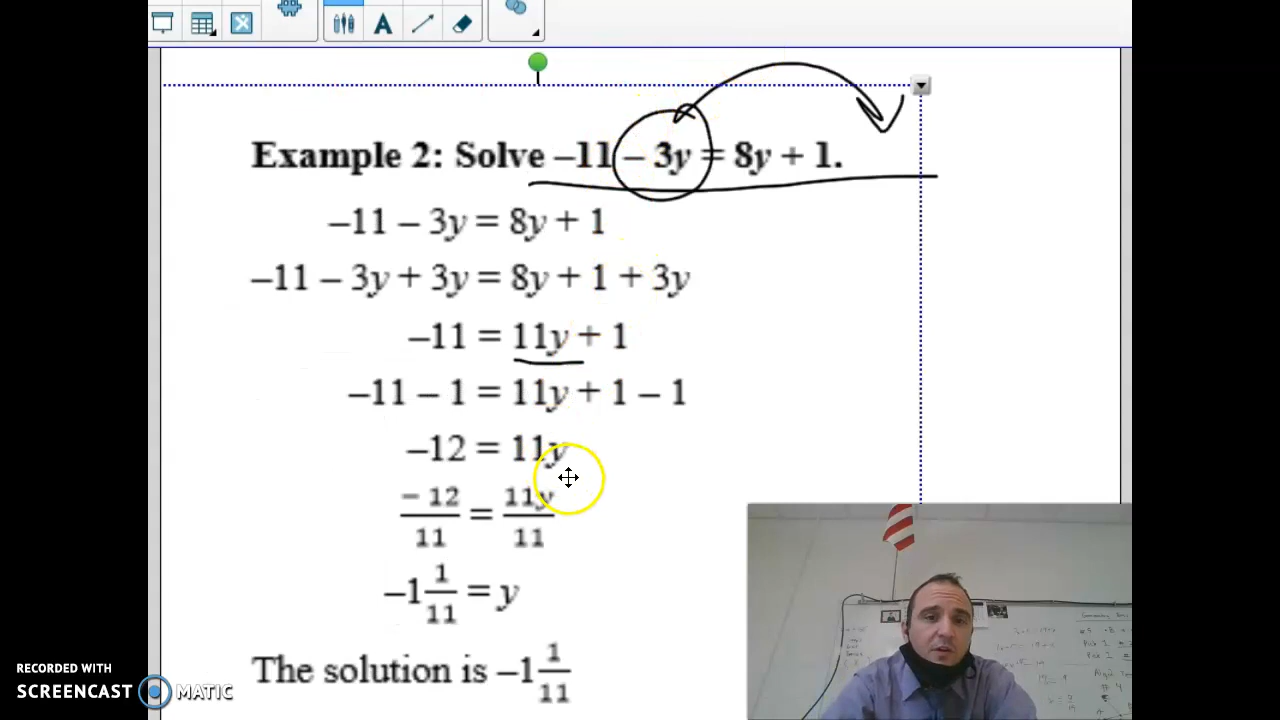 Example 2: Solve –11 – 3y = 8y + 1.
–11 – 3y = 8y + 1
–11 – 3y + 3y = 8y + 1 + 3y
–11 = 11y + 1
–11 – 1 = 11y + 1 – 1
–12 = 11y
–12/11 = 11y/11
–1 1/11 = y
The solution is –1 1/11
RECORDED WITH
SCREENCAST MATIC